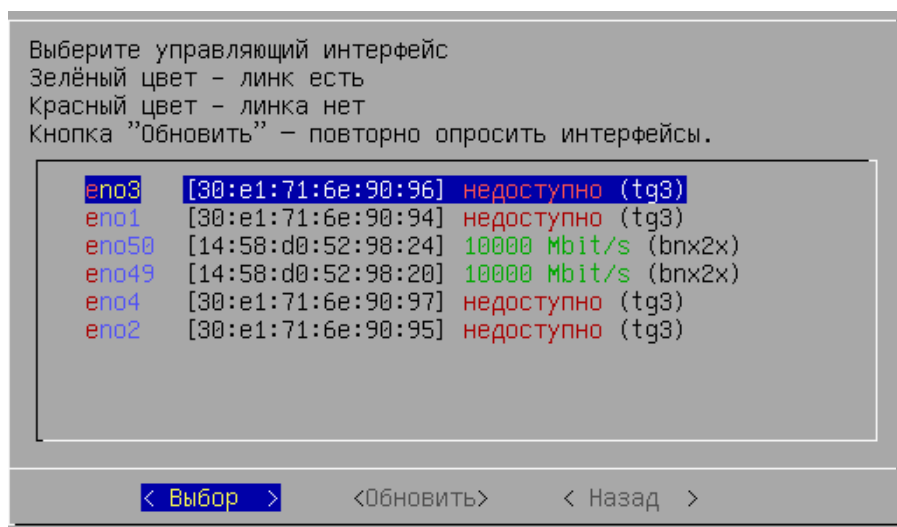 Выберите управляющий интерфейс
Зелёный цвет – линк есть
Красный цвет – линка нет
Кнопка ”Обновить” — повторно опросить интерфейсы.
eno3 [30:e1:71:6e:90:96] недоступно (tg3)
eno1 [30:e1:71:6e:90:94] недоступно (tg3)
eno50 [14:58:d0:52:98:24] 10000 Mbit/s (bnx2x)
eno49 [14:58:d0:52:98:20] 10000 Mbit/s (bnx2x)
eno4 [30:e1:71:6e:90:97] недоступно (tg3)
eno2 [30:e1:71:6e:90:95] недоступно (tg3)
< Выбор > <Обновить> < Назад >